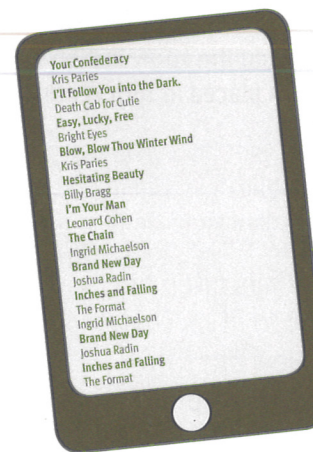 Your Confederacy
Kris Paries
I'll Follow You into the Dark.
Death Cab for Cutie
Easy, Lucky, Free
Bright Eyes
Blow, Blow Thou Winter Wind
Kris Paries
Hesitating Beauty
Billy Bragg
I'm Your Man
Leonard Cohen
The Chain
Ingrid Michaelson
Brand New Day
Joshua Radin
Inches and Falling
The Format
Ingrid Michaelson
Brand New Day
Joshua Radin
Inches and Falling
The Format